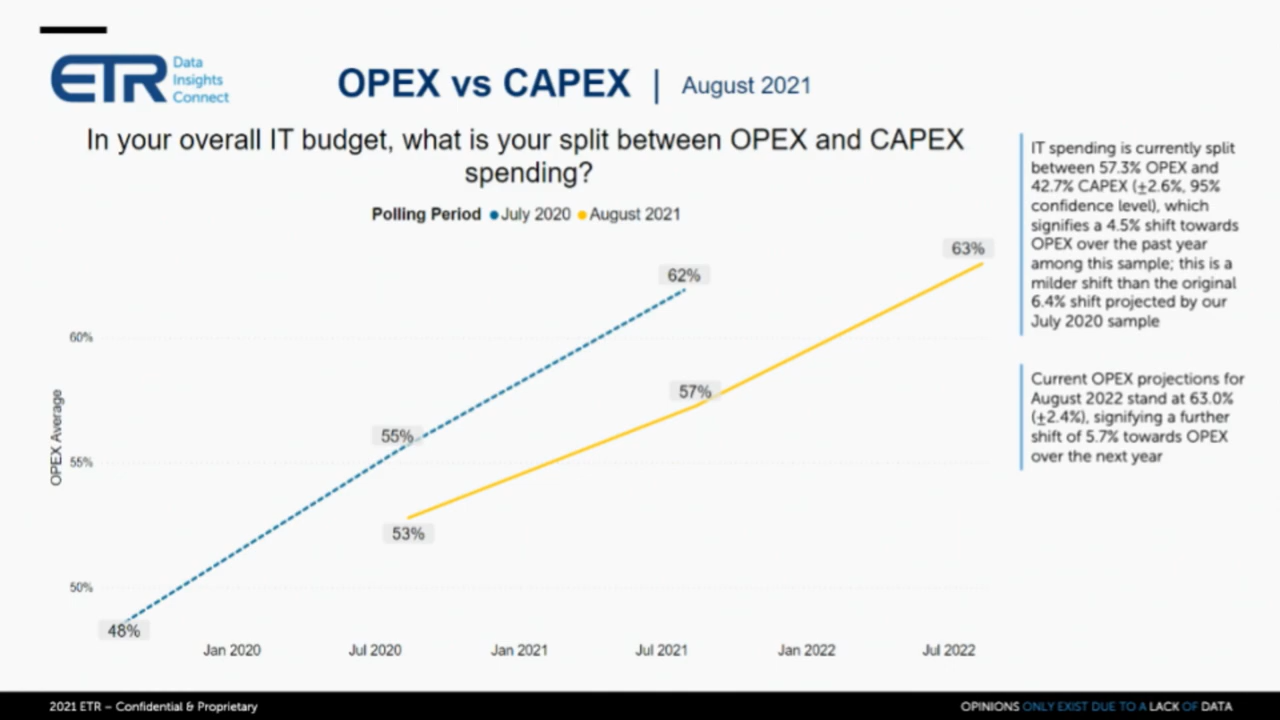 ETR
Data
Insights
Connect
OPEX vs CAPEX | August 2021
In your overall IT budget, what is your split between OPEX and CAPEX
spending?
Polling Period July 2020 August 2021
63%
62%
60%
57%
55%
OPEX Average
55%
53%
50%
48%
Jan 2020
Jul 2020
Jan 2021
Jul 2021
Jan 2022
Jul 2022
IT spending is currently split
between 57.3% OPEX and
42.7% CAPEX (±2.6%, 95%
confidence level), which
signifies a 4.5% shift towards
OPEX over the past year
among this sample; this is a
milder shift than the original
6.4% shift projected by our
July 2020 sample
Current OPEX projections for
August 2022 stand at 63.0%
(±2.4%), signifying a further
shift of 5.7% towards OPEX
over the next year
2021 ETR – Confidential & Proprietary
OPINIONS ONLY EXIST DUE TO A LACK OF DATA